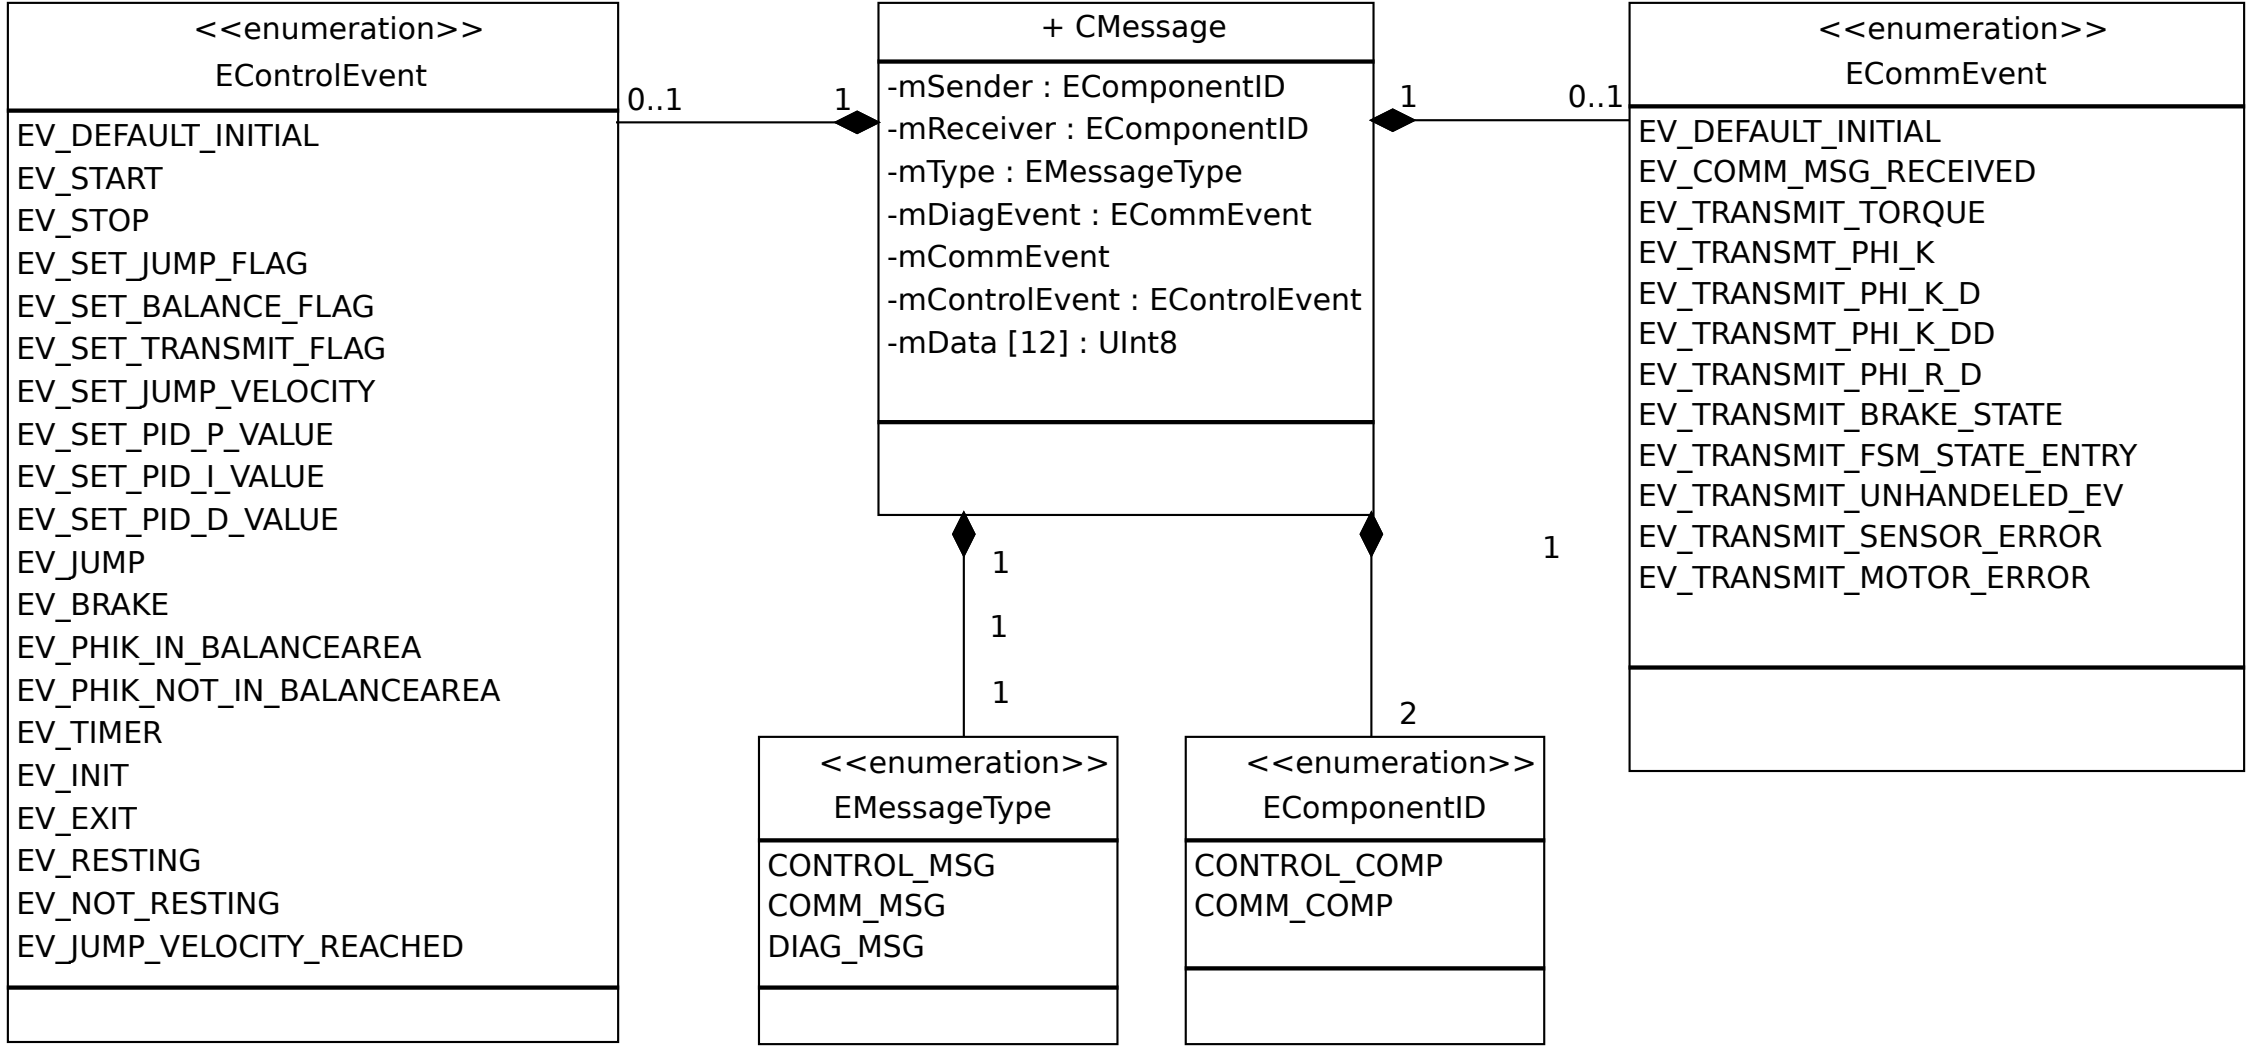 <<enumeration>>
EControlEvent
EV_DEFAULT_INITIAL
EV_START
EV_STOP
EV_SET_JUMP_FLAG
EV_SET_BALANCE_FLAG
EV_SET_TRANSMIT_FLAG
EV_SET_JUMP_VELOCITY
EV_SET_PID_P_VALUE
EV_SET_PID_I_VALUE
EV_SET_PID_D_VALUE
EV_JUMP
EV_BRAKE
EV_PHIK_IN_BALANCEAREA
EV_PHIK_NOT_IN_BALANCEAREA
EV_TIMER
EV_INIT
EV_EXIT
EV_RESTING
EV_NOT_RESTING
EV_JUMP_VELOCITY_REACHED
0..1
1
+ CMessage
-mSender : EComponentID
-mReceiver : EComponentID
-mType : EMessageType
-mDiagEvent : ECommEvent
-mCommEvent
-mControlEvent : EControlEvent
-mData [12] : UInt8
1
0..1
<<enumeration>>
ECommEvent
EV_DEFAULT_INITIAL
EV_COMM_MSG_RECEIVED
EV_TRANSMIT_TORQUE
EV_TRANSMT_PHI_K
EV_TRANSMIT_PHI_K_D
EV_TRANSMT_PHI_K_DD
EV_TRANSMIT_PHI_R_D
EV_TRANSMIT_BRAKE_STATE
EV_TRANSMIT_FSM_STATE_ENTRY
EV_TRANSMIT_UNHANDELED_EV
EV_TRANSMIT_SENSOR_ERROR
EV_TRANSMIT_MOTOR_ERROR
1
1
1
1
2
<<enumeration>>
EMessageType
CONTROL_MSG
COMM_MSG
DIAG_MSG
<<enumeration>>
EComponentID
CONTROL_COMP
COMM_COMP